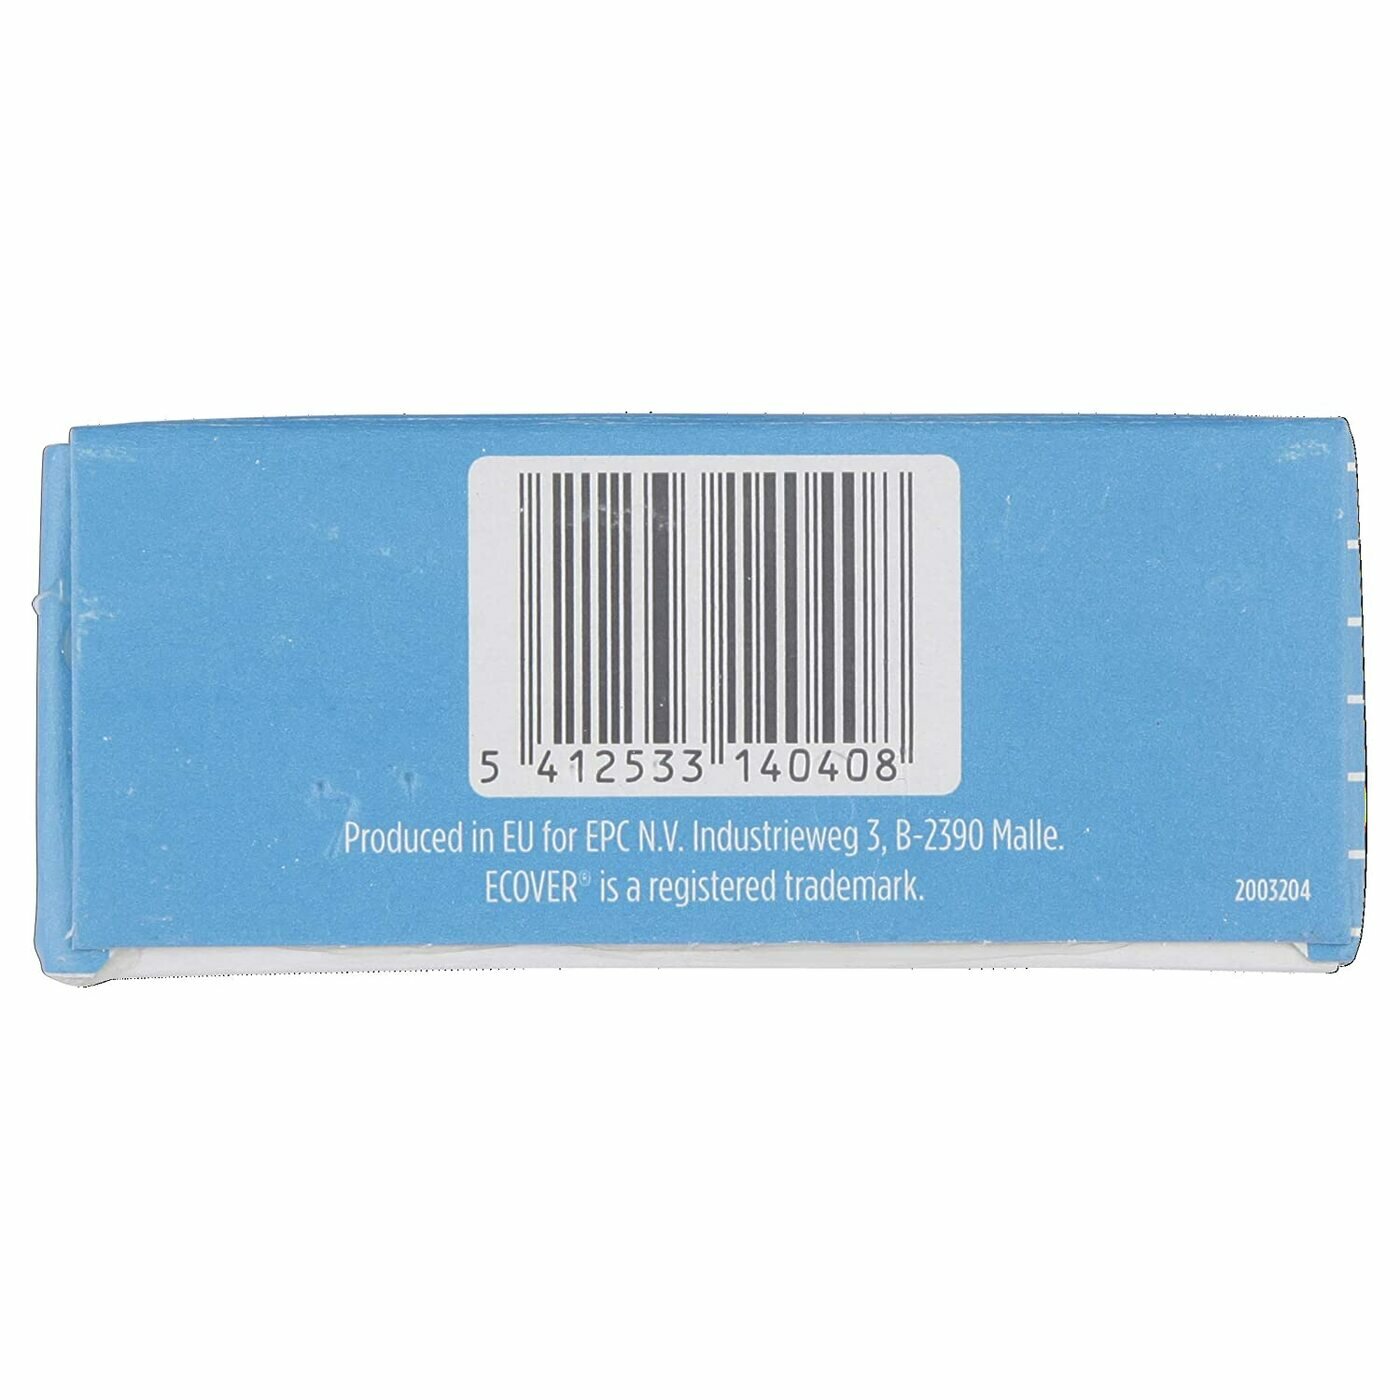 5 412533 140408
Produced in EU for EPC N.V. Industrieweg 3, B-2390 Malle.
ECOVER® is a registered trademark.
2003204